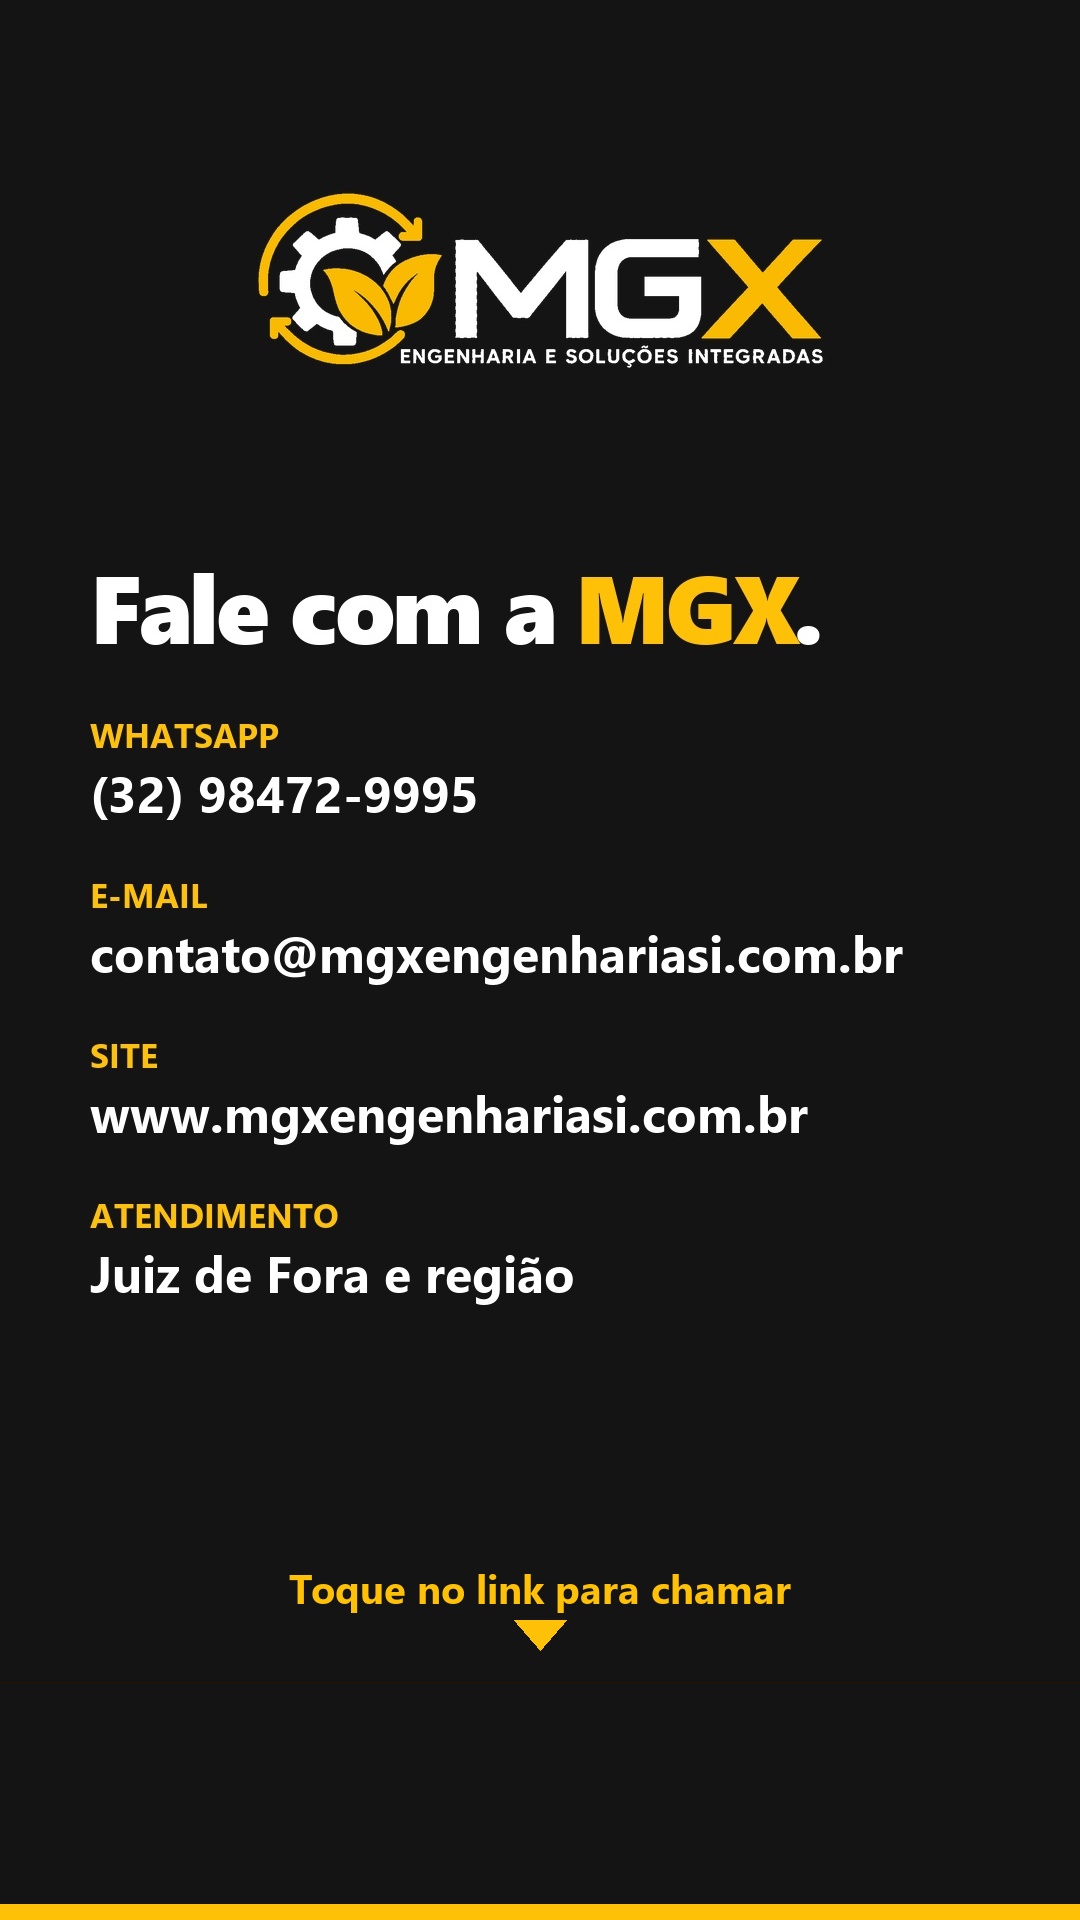 MGX
ENGENHARIA E SOLUÇÕES INTEGRADAS
Fale com a MGX.
WHATSAPP
(32) 98472-9995
E-MAIL
contato@mgxengenhariasi.com.br
SITE
www.mgxengenhariasi.com.br
ATENDIMENTO
Juiz de Fora e região
Toque no link para chamar